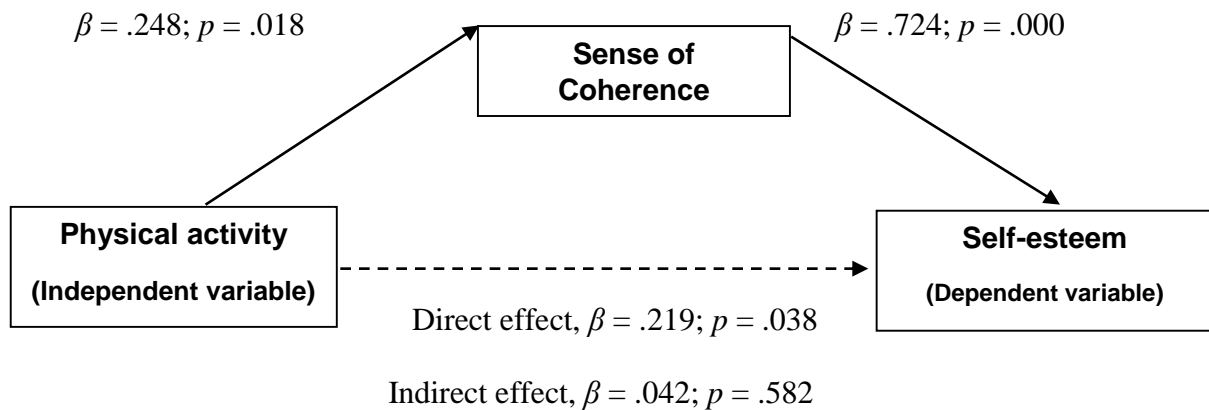 β = .248; p = .018
β = .724; p = .000
Sense of
Coherence
Physical activity
(Independent variable)
Self-esteem
(Dependent variable)
Direct effect, β = .219; p = .038
Indirect effect, β = .042; p = .582